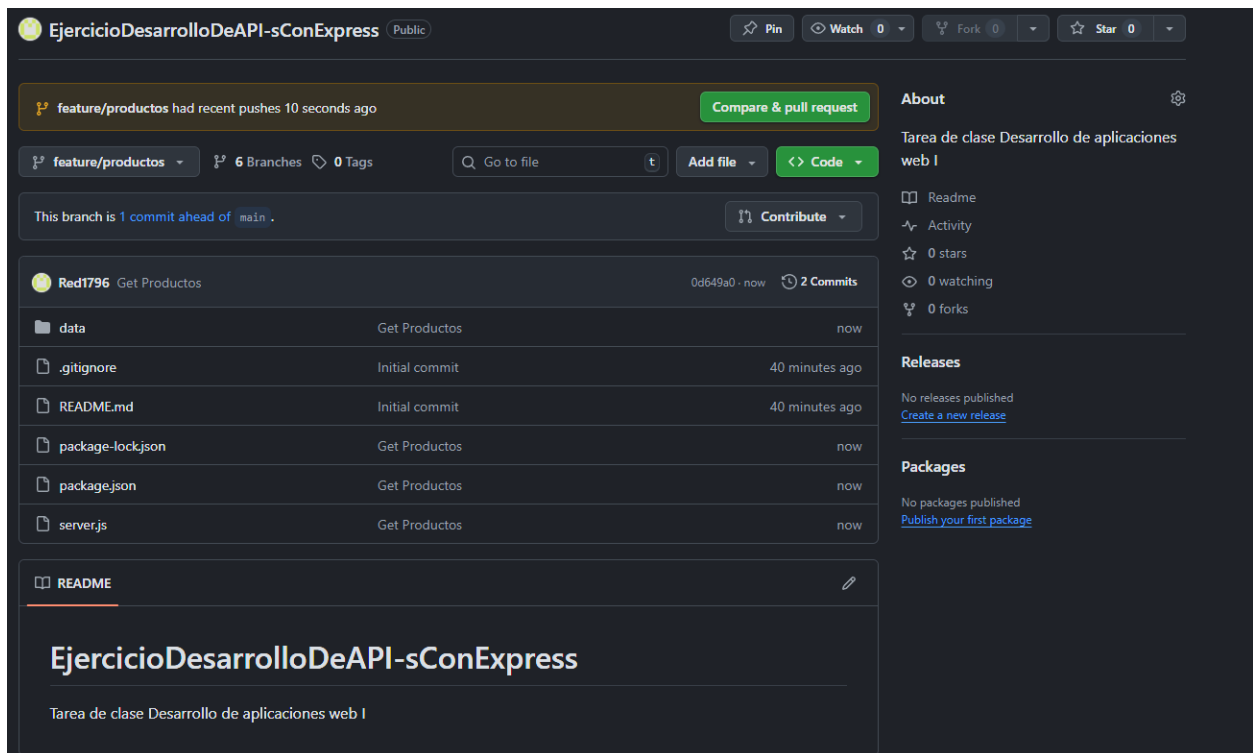 EjercicioDesarrolloDeAPI-sConExpress Public Pin Watch 0 Fork 0 Star 0
feature/productos had recent pushes 10 seconds ago Compare & pull request
feature/productos 6 Branches 0 Tags Go to file t Add file Code
This branch is 1 commit ahead of main . Contribute
Red1796 Get Productos 0d649a0 · now 2 Commits
data Get Productos now
.gitignore Initial commit 40 minutes ago
README.md Initial commit 40 minutes ago
package-lock.json Get Productos now
package.json Get Productos now
server.js Get Productos now
README
EjercicioDesarrolloDeAPI-sConExpress
Tarea de clase Desarrollo de aplicaciones web I
About
Tarea de clase Desarrollo de aplicaciones
web I
Readme
Activity
0 stars
0 watching
0 forks
Releases
No releases published
Create a new release
Packages
No packages published
Publish your first package